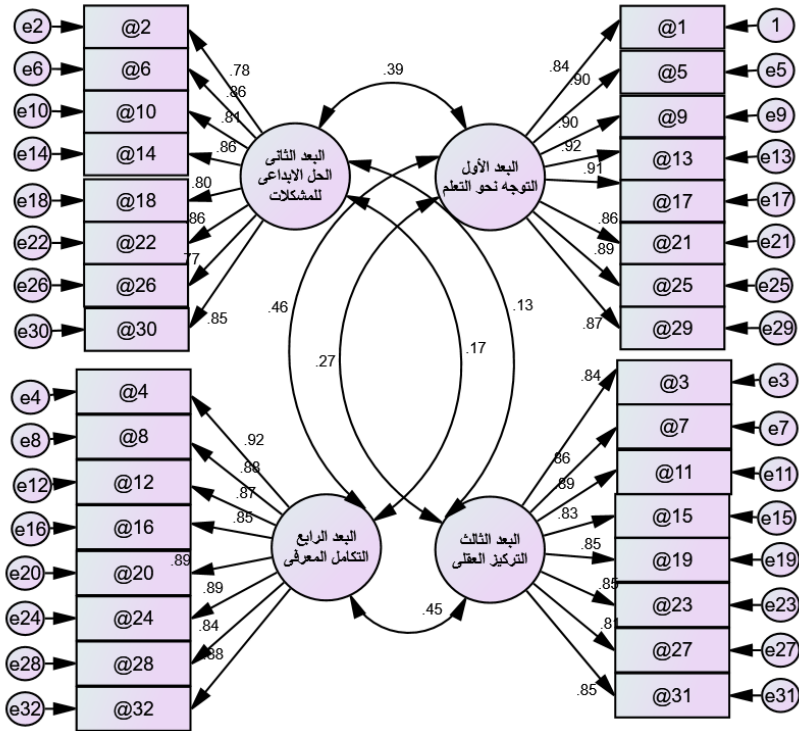 e2
@2
e6
@6
e10
@10
e14
@14
e18
@18
e22
@22
e26
@26
e30
@30
.78
.86
.81
.86
.80
.86
.77
.85
البعد الثانى
الحل الابداعى
للمشكلات
.39
البعد الأول
التوجه نحو التعلم
.84
.90
.90
.92
.91
.86
.89
.87
@1
1
@5
e5
@9
e9
@13
e13
@17
e17
@21
e21
@25
e25
@29
e29
.46
.27
.17
.13
e4
@4
e8
@8
e12
@12
e16
@16
e20
@20
e24
@24
e28
@28
e32
@32
.92
.88
.87
.85
.89
.89
.84
.88
البعد الرابع
التكامل المعرفى
.45
البعد الثالث
التركيز العقلى
.84
.86
.89
.83
.85
.85
.81
.85
@3
e3
@7
e7
@11
e11
@15
e15
@19
e19
@23
e23
@27
e27
@31
e31